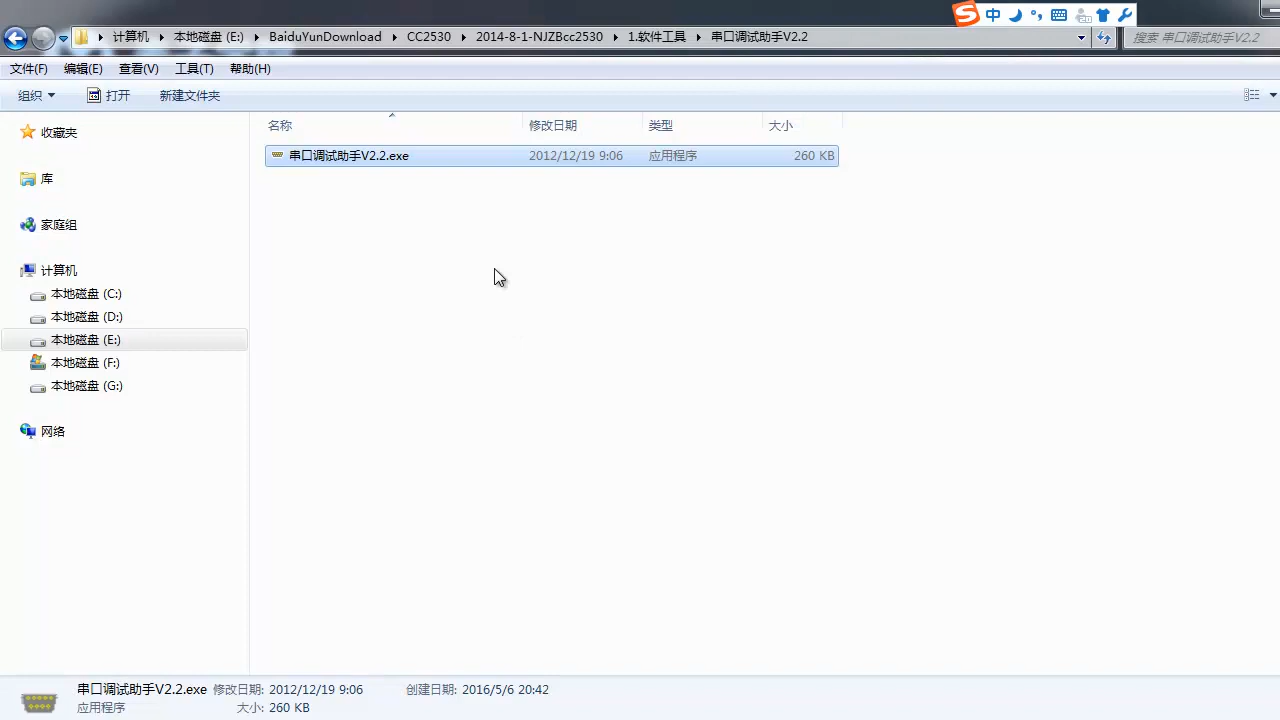 中
计算机 本地磁盘 (E:) BaiduYunDownload CC2530 2014-8-1-NJZBcc2530 1.软件工具 串口调试助手V2.2 搜索 串口调试助手V2.2
文件(F) 编辑(E) 查看(V) 工具(T) 帮助(H)
组织 打开 新建文件夹
名称 修改日期 类型 大小
串口调试助手V2.2.exe 2012/12/19 9:06 应用程序 260 KB
收藏夹
库
家庭组
计算机
本地磁盘 (C:)
本地磁盘 (D:)
本地磁盘 (E:)
本地磁盘 (F:)
本地磁盘 (G:)
网络
串口调试助手V2.2.exe 修改日期: 2012/12/19 9:06 创建日期: 2016/5/6 20:42
应用程序 大小: 260 KB